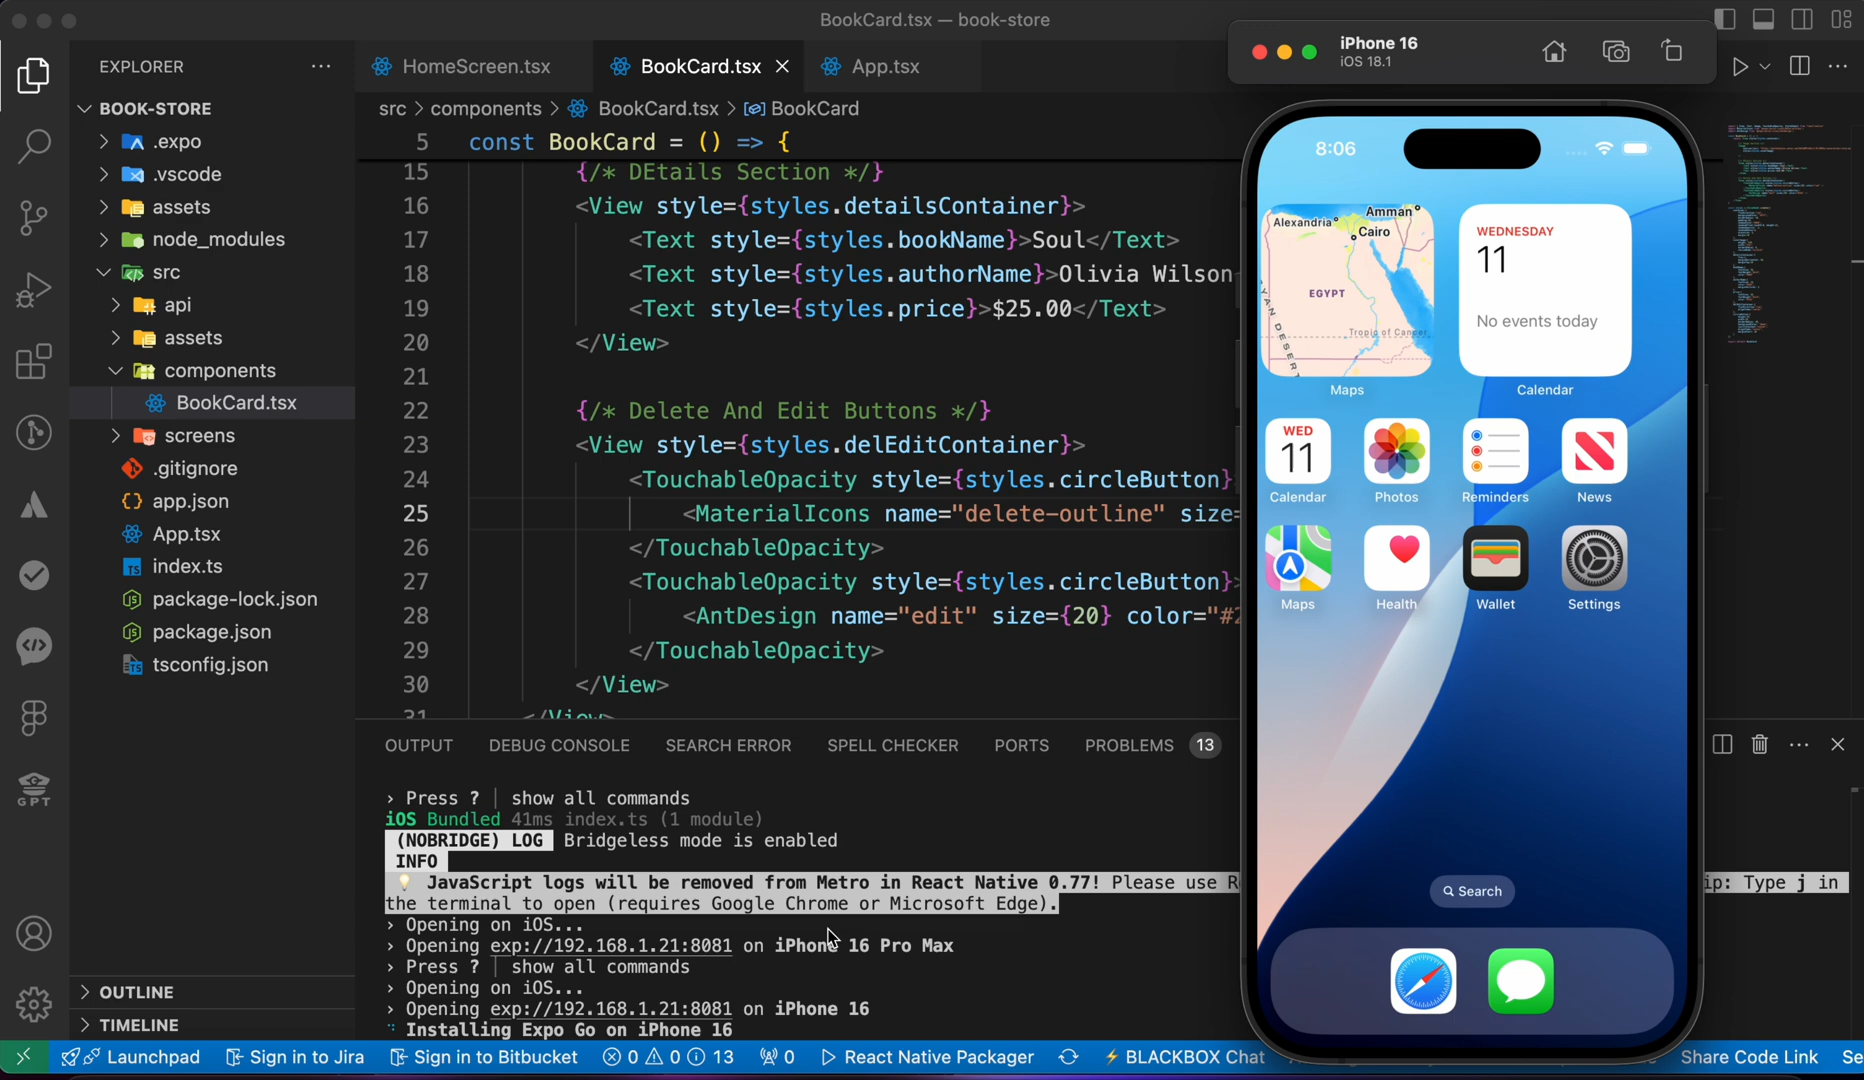 BookCard.tsx — book-store
EXPLORER
BOOK-STORE
.expo
.vscode
assets
node_modules
src
api
assets
components
BookCard.tsx
screens
.gitignore
app.json
App.tsx
index.ts
package-lock.json
package.json
tsconfig.json
OUTLINE
TIMELINE
GPT
HomeScreen.tsx
BookCard.tsx
App.tsx
src > components > BookCard.tsx > BookCard
5 const BookCard = () => {
15 {/* DEtails Section */}
16 <View style={styles.detailsContainer}>
17 <Text style={styles.bookName}>Soul</Text>
18 <Text style={styles.authorName}>Olivia Wilson
19 <Text style={styles.price}>$25.00</Text>
20 </View>
21
22 {/* Delete And Edit Buttons */}
23 <View style={styles.delEditContainer}>
24 <TouchableOpacity style={styles.circleButton}
25 <MaterialIcons name="delete-outline" size=
26 </TouchableOpacity>
27 <TouchableOpacity style={styles.circleButton}>
28 <AntDesign name="edit" size={20} color="#2
29 </TouchableOpacity>
30 </View>
31 </View>
OUTPUT DEBUG CONSOLE SEARCH ERROR SPELL CHECKER PORTS PROBLEMS 13
› Press ? │ show all commands
iOS Bundled 41ms index.ts (1 module)
(NOBRIDGE) LOG Bridgeless mode is enabled
INFO
💡 JavaScript logs will be removed from Metro in React Native 0.77! Please use R ip: Type j in
the terminal to open (requires Google Chrome or Microsoft Edge).
› Opening on iOS...
› Opening exp://192.168.1.21:8081 on iPhone 16 Pro Max
› Press ? │ show all commands
› Opening on iOS...
› Opening exp://192.168.1.21:8081 on iPhone 16
Installing Expo Go on iPhone 16
iPhone 16
iOS 18.1
8:06
Alexandria
Amman
Cairo
EGYPT
Tropic of Cancer
YAN DESERT
Maps
WEDNESDAY
11
No events today
Calendar
WED
11
Calendar
Photos
Reminders
News
Maps
Health
Wallet
Settings
Search
Launchpad Sign in to Jira Sign in to Bitbucket 0 0 13 0 React Native Packager BLACKBOX Chat Share Code Link Se